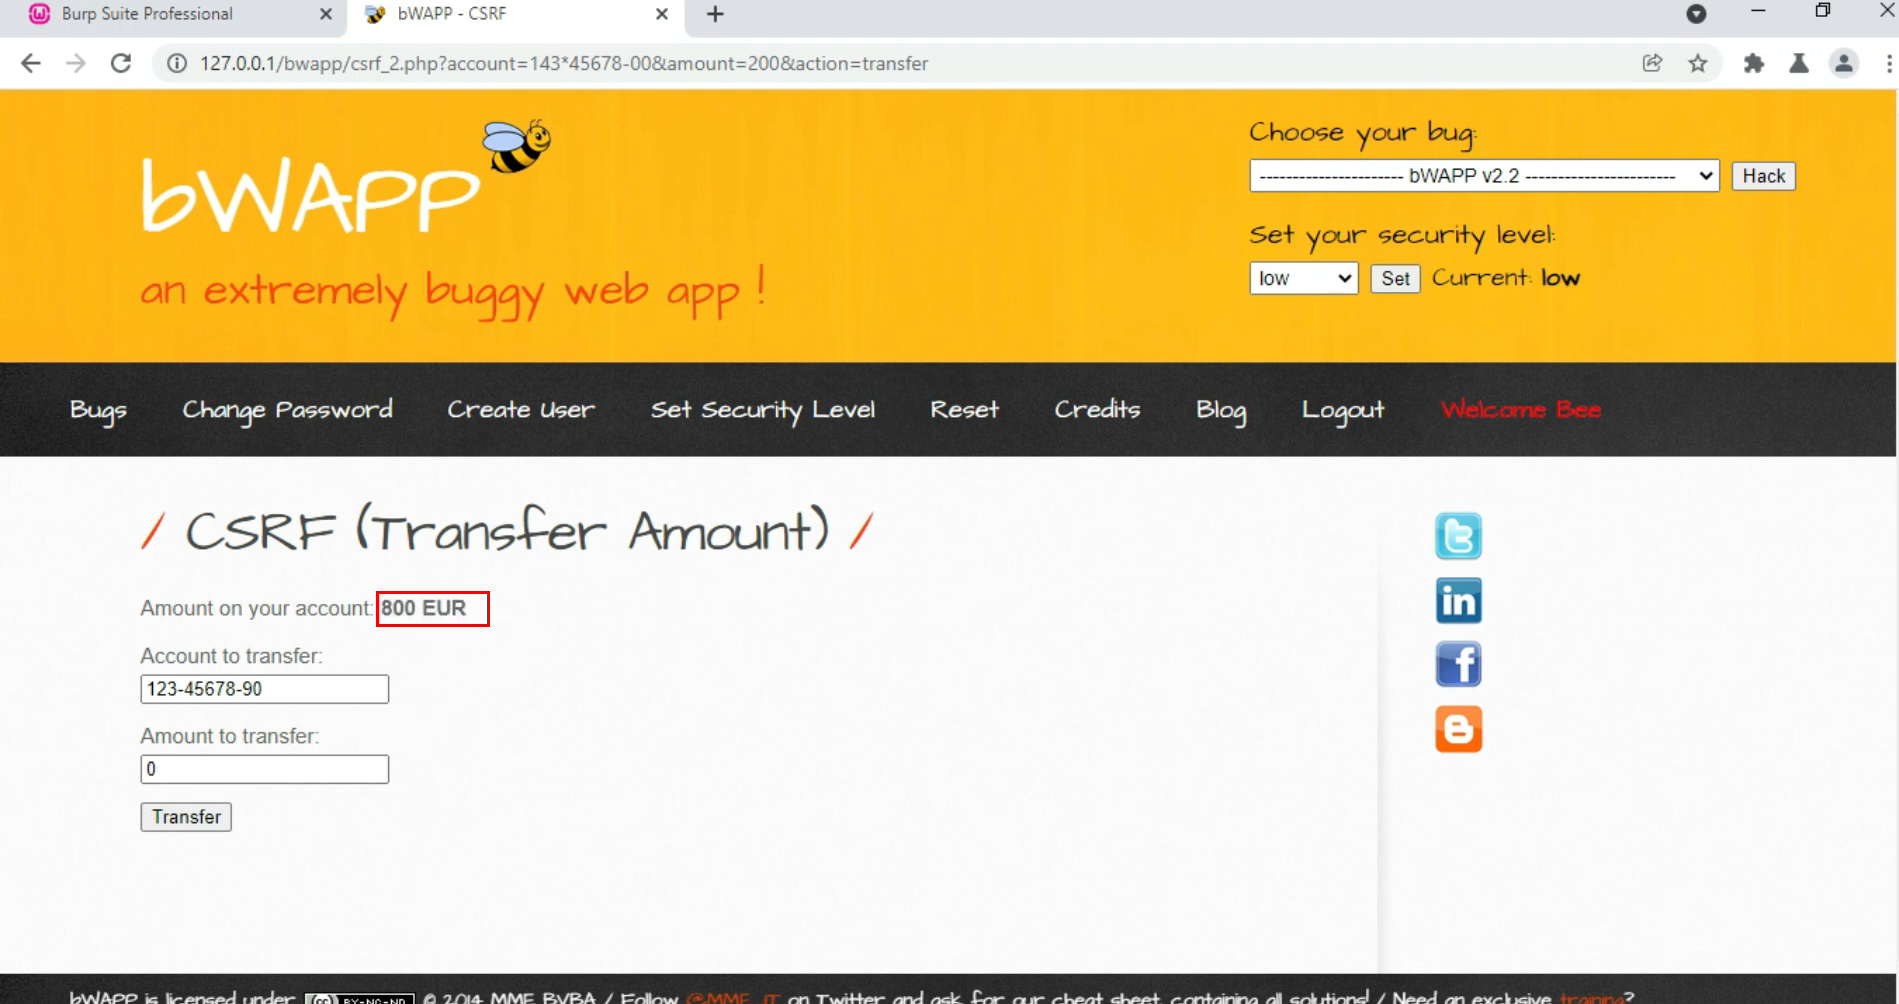 Burp Suite Professional
bWAPP - CSRF
127.0.0.1/bwapp/csrf_2.php?account=143*45678-00&amount=200&action=transfer
bWAPP
an extremely buggy web app !
Choose your bug:
---------------------- bWAPP v2.2 ----------------------- Hack
Set your security level:
low Set Current: low
Bugs Change Password Create User Set Security Level Reset Credits Blog Logout Welcome Bee
/ CSRF (Transfer Amount) /
Amount on your account: 800 EUR
Account to transfer:
123-45678-90
Amount to transfer:
0
Transfer
bWAPP is licensed under BY-NC-ND © 2014 MME BVBA / Follow @MME_IT on Twitter and ask for our cheat sheet, containing all solutions! / Need an exclusive training?